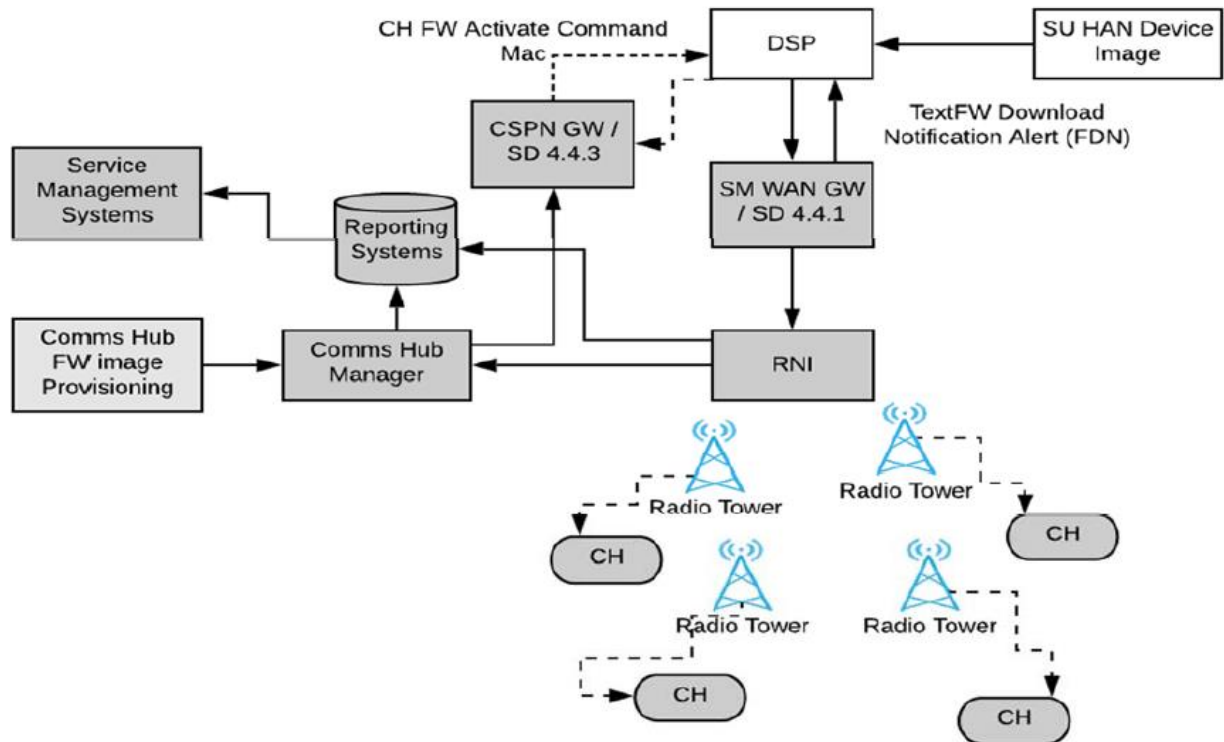 CH FW Activate Command
Mac
DSP
SU HAN Device
Image
TextFW Download
Notification Alert (FDN)
CSPN GW /
SD 4.4.3
Service
Management
Systems
SM WAN GW
/ SD 4.4.1
Reporting
Systems
Comms Hub
FW image
Provisioning
Comms Hub
Manager
RNI
Radio Tower
Radio Tower
CH
CH
Radio Tower
Radio Tower
CH
CH